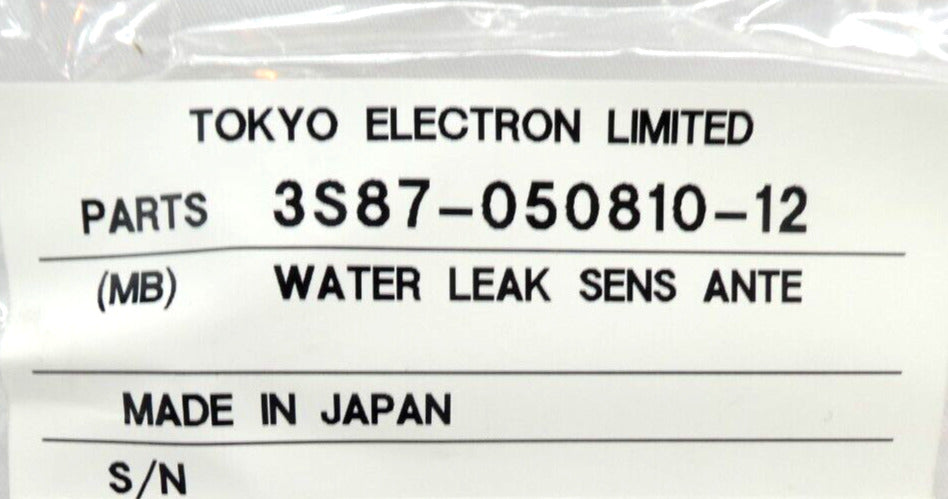 TOKYO ELECTRON LIMITED
PARTS 3S87-050810-12
(MB) WATER LEAK SENS ANTE
MADE IN JAPAN
S/N